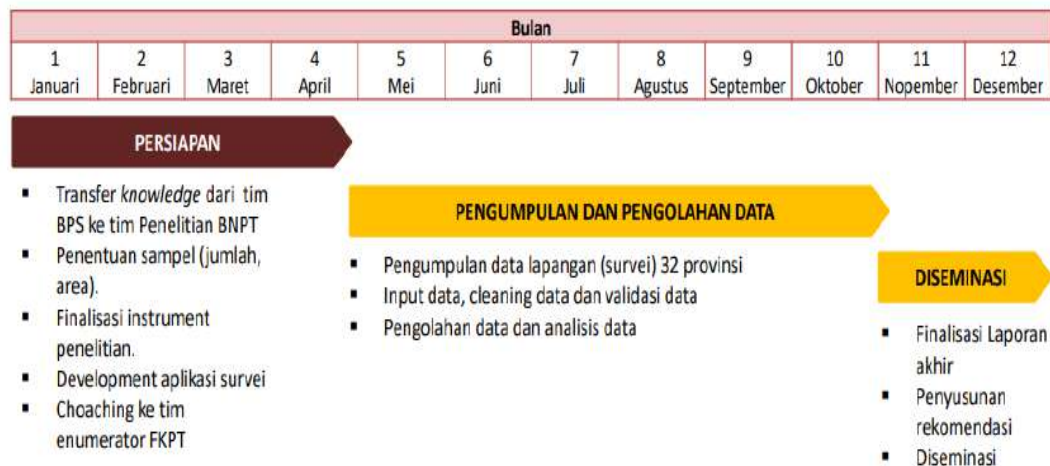 Bulan
1 2 3 4 5 6 7 8 9 10 11 12
Januari Februari Maret April Mei Juni Juli Agustus September Oktober Nopember Desember
PERSIAPAN
▪ Transfer knowledge dari tim
BPS ke tim Penelitian BNPT
▪ Penentuan sampel (jumlah,
area).
▪ Finalisasi instrument
penelitian.
▪ Development aplikasi survei
▪ Choaching ke tim
enumerator FKPT
PENGUMPULAN DAN PENGOLAHAN DATA
▪ Pengumpulan data lapangan (survei) 32 provinsi
▪ Input data, cleaning data dan validasi data
▪ Pengolahan data dan analisis data
DISEMINASI
▪ Finalisasi Laporan
akhir
▪ Penyusunan
rekomendasi
▪ Diseminasi